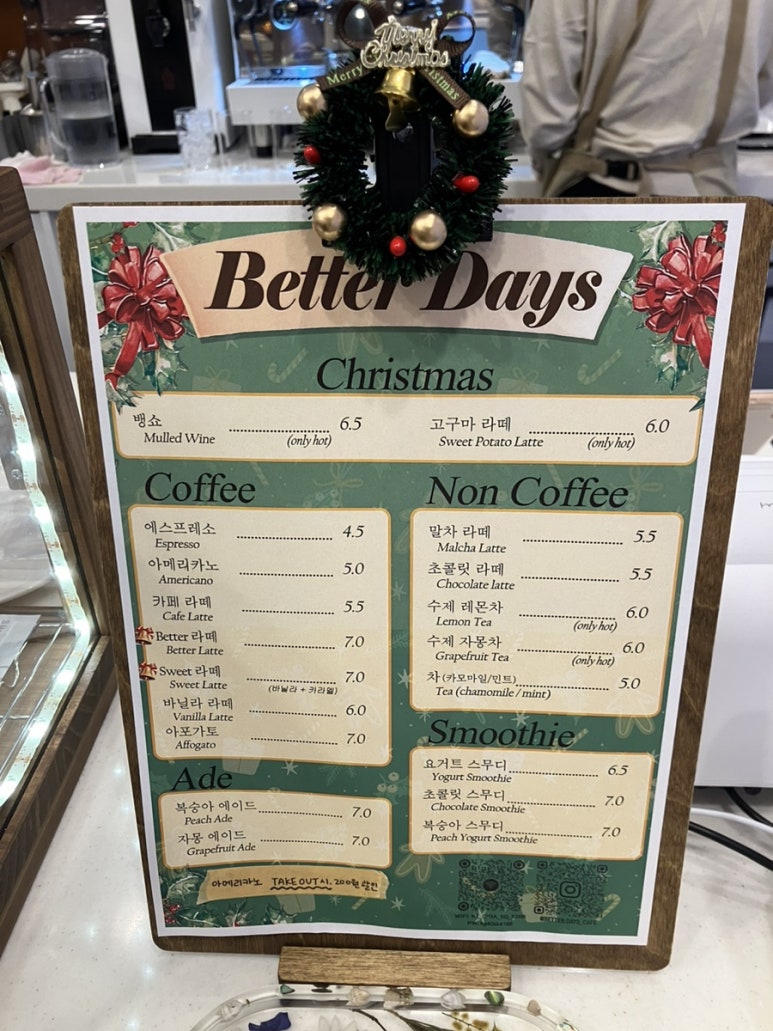 Merry Christmas
Merry Christmas
Better Days
Christmas
뱅쇼 6.5
Mulled Wine (only hot)
고구마 라떼 6.0
Sweet Potato Latte (only hot)
Coffee
에스프레소 4.5
Espresso
아메리카노 5.0
Americano
카페 라떼 5.5
Cafe Latte
Better 라떼 7.0
Better Latte
Sweet 라떼 7.0
Sweet Latte (바닐라 + 카라멜)
바닐라 라떼 6.0
Vanilla Latte
아포가토 7.0
Affogato
Ade
복숭아 에이드 7.0
Peach Ade
자몽 에이드 7.0
Grapefruit Ade
아메리카노 TAKE OUT시, 200원 할인
Non Coffee
말차 라떼 5.5
Malcha Latte
초콜릿 라떼 5.5
Chocolate latte
수제 레몬차 6.0
Lemon Tea (only hot)
수제 자몽차 6.0
Grapefruit Tea (only hot)
차 (카모마일/민트) 5.0
Tea (chamomile / mint)
Smoothie
요거트 스무디 6.5
Yogurt Smoothie
초콜릿 스무디 7.0
Chocolate Smoothie
복숭아 스무디 7.0
Peach Yogurt Smoothie
@BETTER.DAYS_CAFE